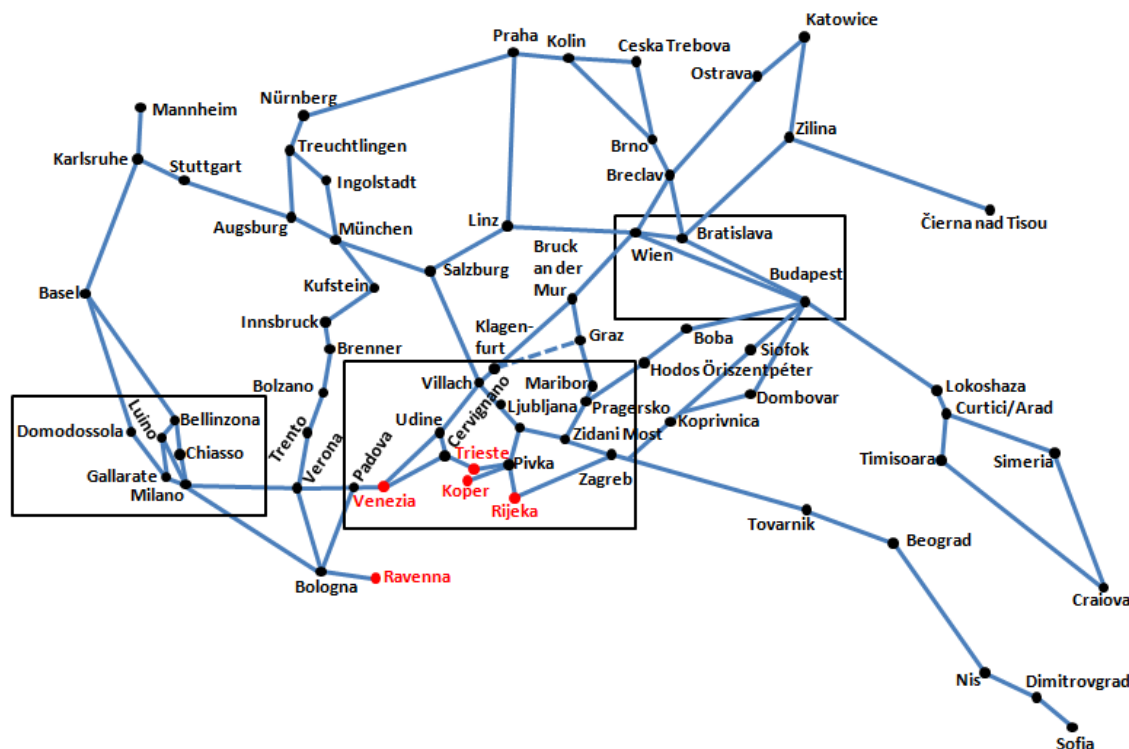 Katowice
Praha
Kolin
Ceska Trebova
Ostrava
Nürnberg
Mannheim
Zilina
Treuchtlingen
Brno
Karlsruhe
Stuttgart
Breclav
Ingolstadt
Augsburg
München
Linz
Bruck
an der
Mur
Wien
Bratislava
Čierna nad Tisou
Salzburg
Budapest
Kufstein
Basel
Innsbruck
Klagen-
furt
Graz
Boba
Brenner
Siofok
Hodos Öriszentpéter
Villach
Maribor
Bolzano
Lokoshaza
Dombovar
Cervignano
Ljubljana
Pragersko
Curtici/Arad
Luino
Bellinzona
Udine
Koprivnica
Domodossola
Trento
Verona
Padova
Zidani Most
Chiasso
Trieste
Pivka
Timisoara
Simeria
Gallarate
Milano
Koper
Zagreb
Venezia
Rijeka
Tovarnik
Beograd
Bologna
Ravenna
Craiova
Nis
Dimitrovgrad
Sofia